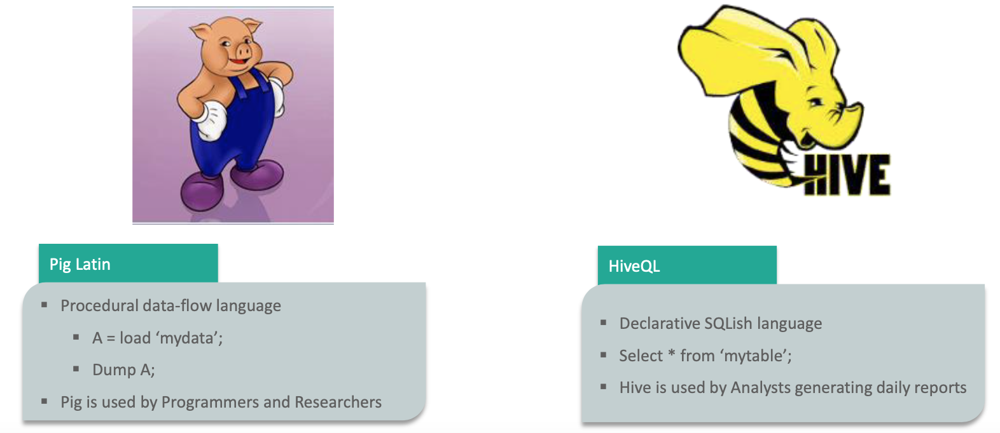 HIVE
Pig Latin
▪ Procedural data-flow language
▪ A = load ‘mydata’;
▪ Dump A;
▪ Pig is used by Programmers and Researchers
HiveQL
▪ Declarative SQLish language
▪ Select * from ‘mytable’;
▪ Hive is used by Analysts generating daily reports